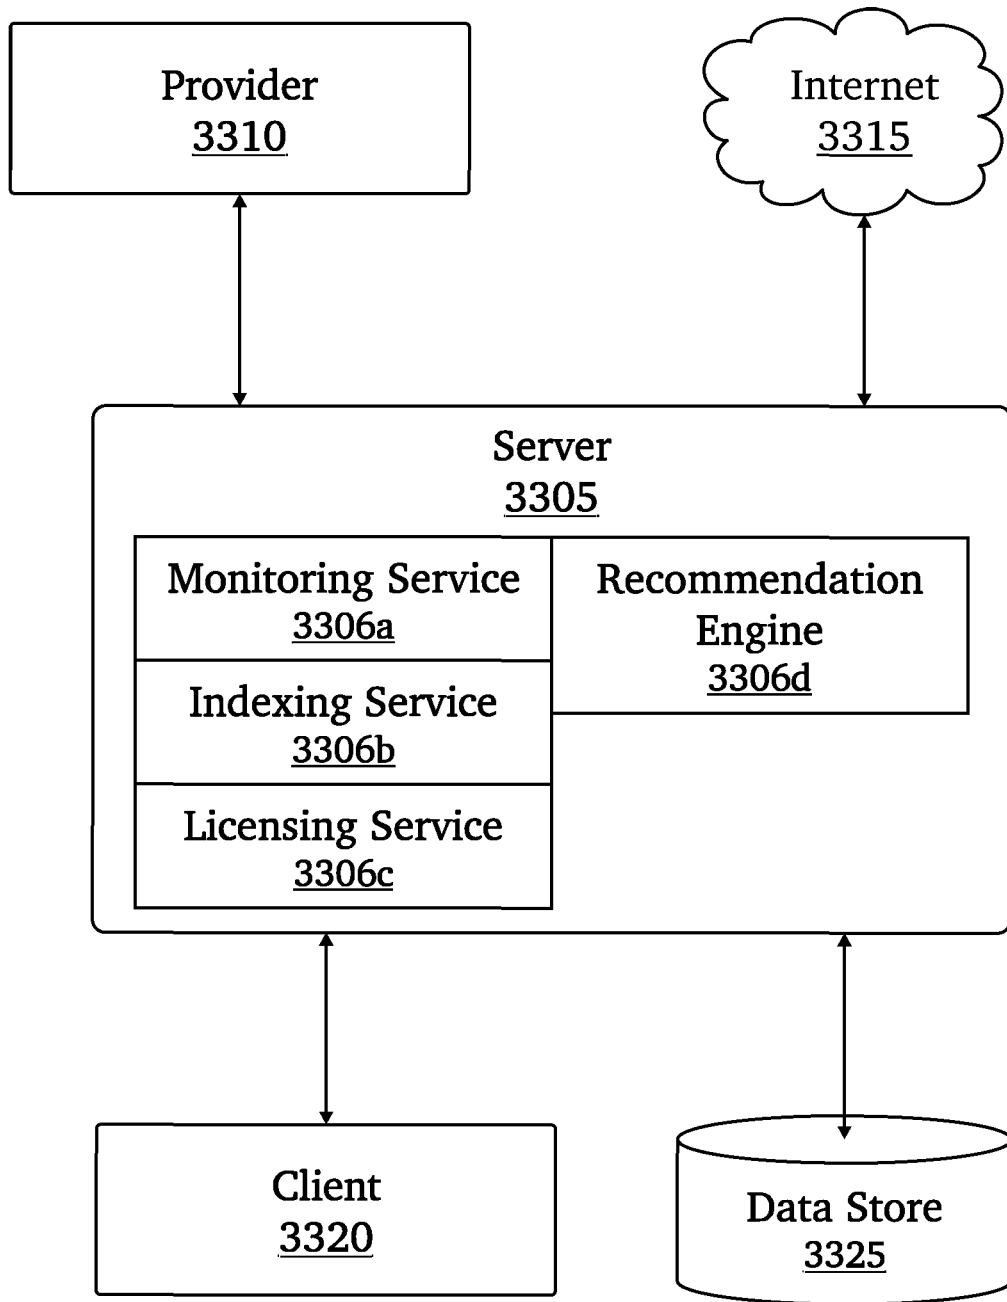 Provider
3310
Internet
3315
Server
3305
Monitoring Service
3306a
Recommendation
Engine
3306d
Indexing Service
3306b
Licensing Service
3306c
Client
3320
Data Store
3325